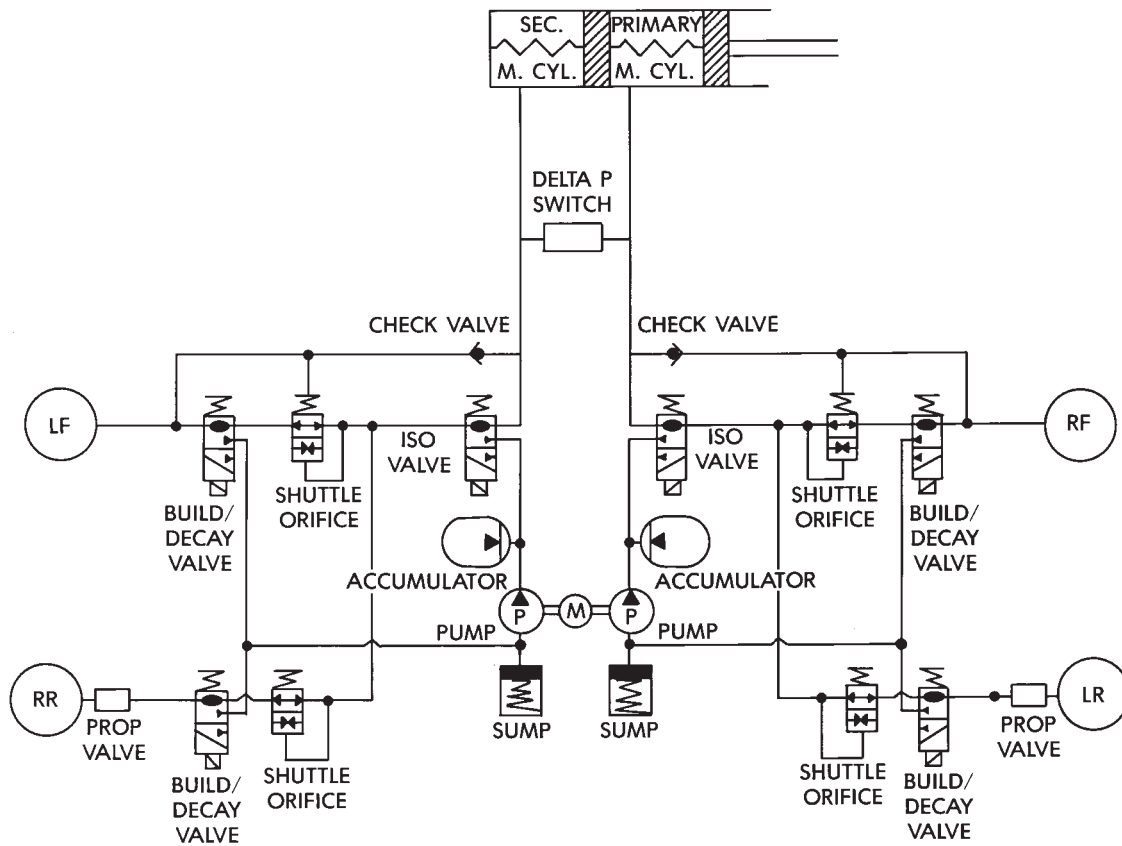 SEC.
PRIMARY
M. CYL.
M. CYL.
DELTA P
SWITCH
CHECK VALVE
CHECK VALVE
LF
ISO
VALVE
ISO
VALVE
RF
SHUTTLE
ORIFICE
SHUTTLE
ORIFICE
BUILD/
DECAY
VALVE
BUILD/
DECAY
VALVE
ACCUMULATOR
ACCUMULATOR
P
M
P
PUMP
PUMP
RR
LR
SUMP
SUMP
PROP
VALVE
PROP
VALVE
SHUTTLE
ORIFICE
SHUTTLE
ORIFICE
BUILD/
DECAY
VALVE
BUILD/
DECAY
VALVE